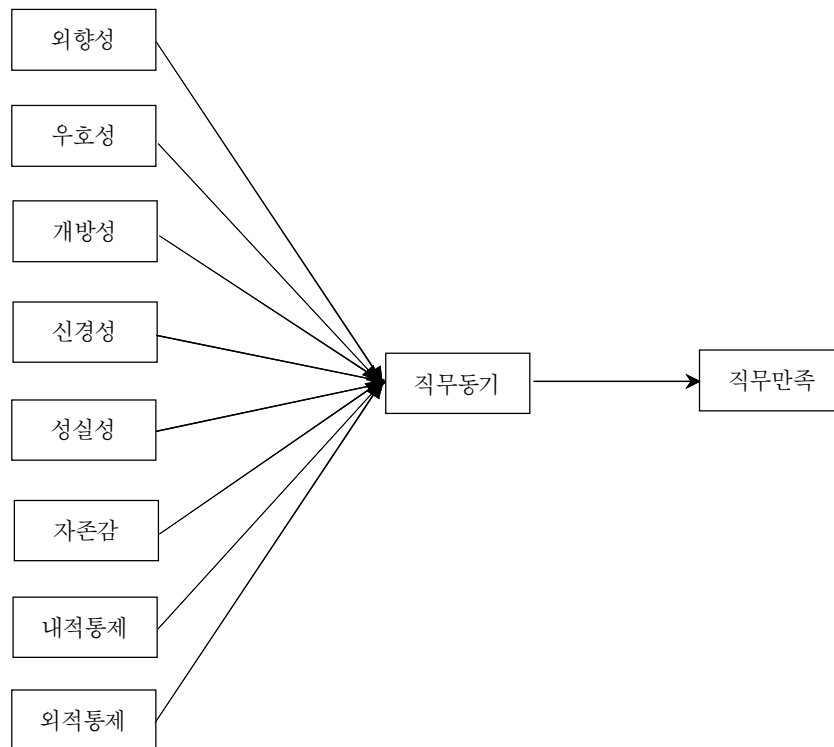 외향성
우호성
개방성
신경성
성실성
자존감
내적통제
외적통제
직무동기
직무만족